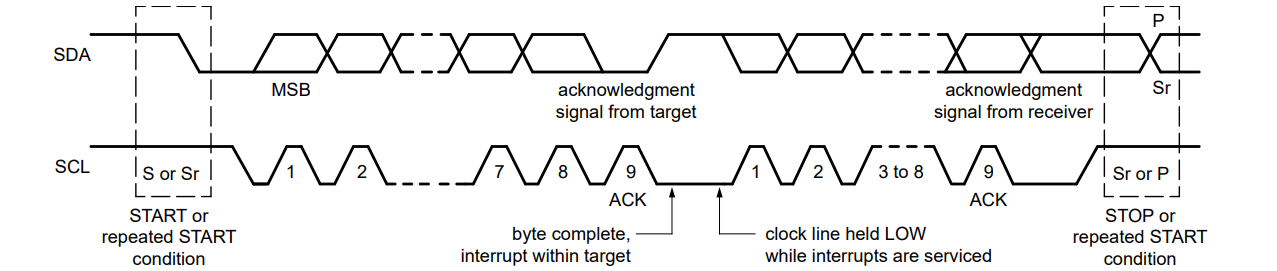 P
SDA
MSB
acknowledgment
signal from target
acknowledgment
signal from receiver
Sr
SCL
S or Sr
1
2
7
8
9
1
2
3 to 8
9
Sr or P
ACK
ACK
START or
repeated START
condition
byte complete,
interrupt within target
clock line held LOW
while interrupts are serviced
STOP or
repeated START
condition